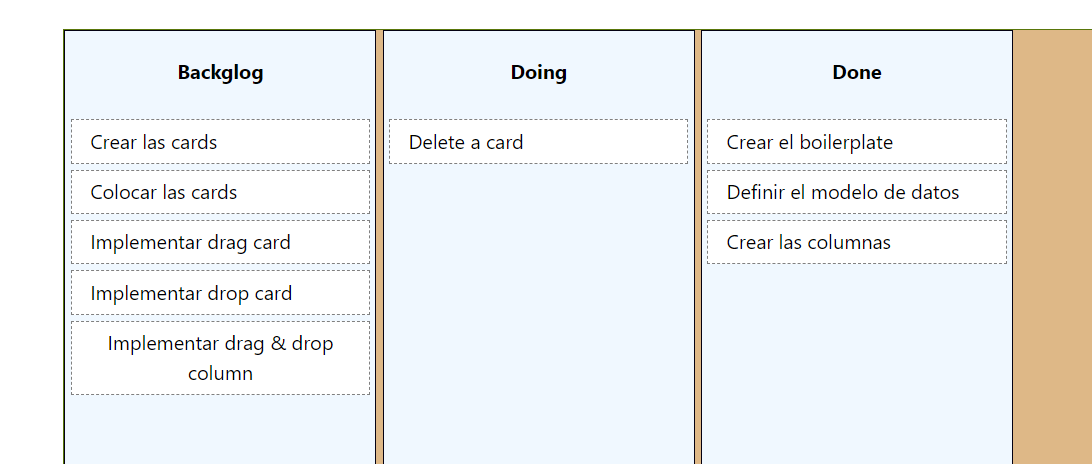 Backglog
Crear las cards
Colocar las cards
Implementar drag card
Implementar drop card
Implementar drag & drop
column
Doing
Delete a card
Done
Crear el boilerplate
Definir el modelo de datos
Crear las columnas